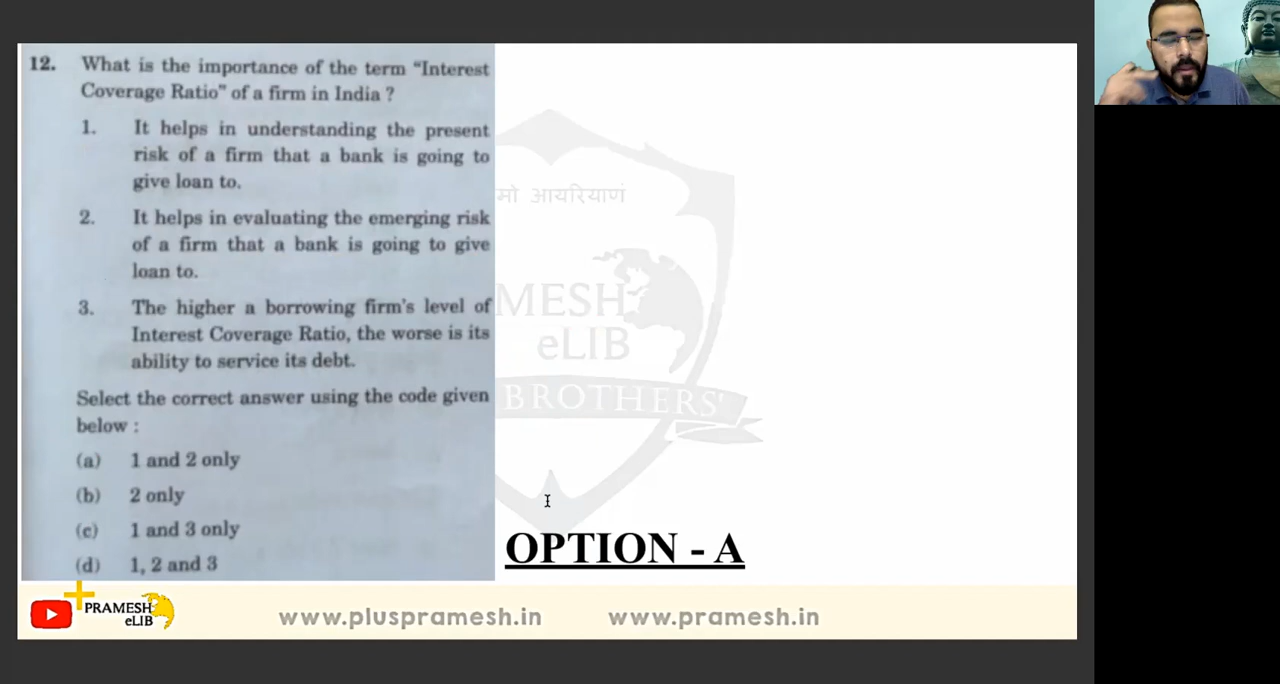 12. What is the importance of the term “Interest
Coverage Ratio” of a firm in India ?
1. It helps in understanding the present
risk of a firm that a bank is going to
give loan to.
2. It helps in evaluating the emerging risk
of a firm that a bank is going to give
loan to.
3. The higher a borrowing firm’s level of
Interest Coverage Ratio, the worse is its
ability to service its debt.
Select the correct answer using the code given
below :
(a) 1 and 2 only
(b) 2 only
(c) 1 and 3 only
(d) 1, 2 and 3
मो आयरियाणं
MESH
eLIB
BROTHERS'
OPTION - A
PRAMESH
eLIB
www.pluspramesh.in www.pramesh.in